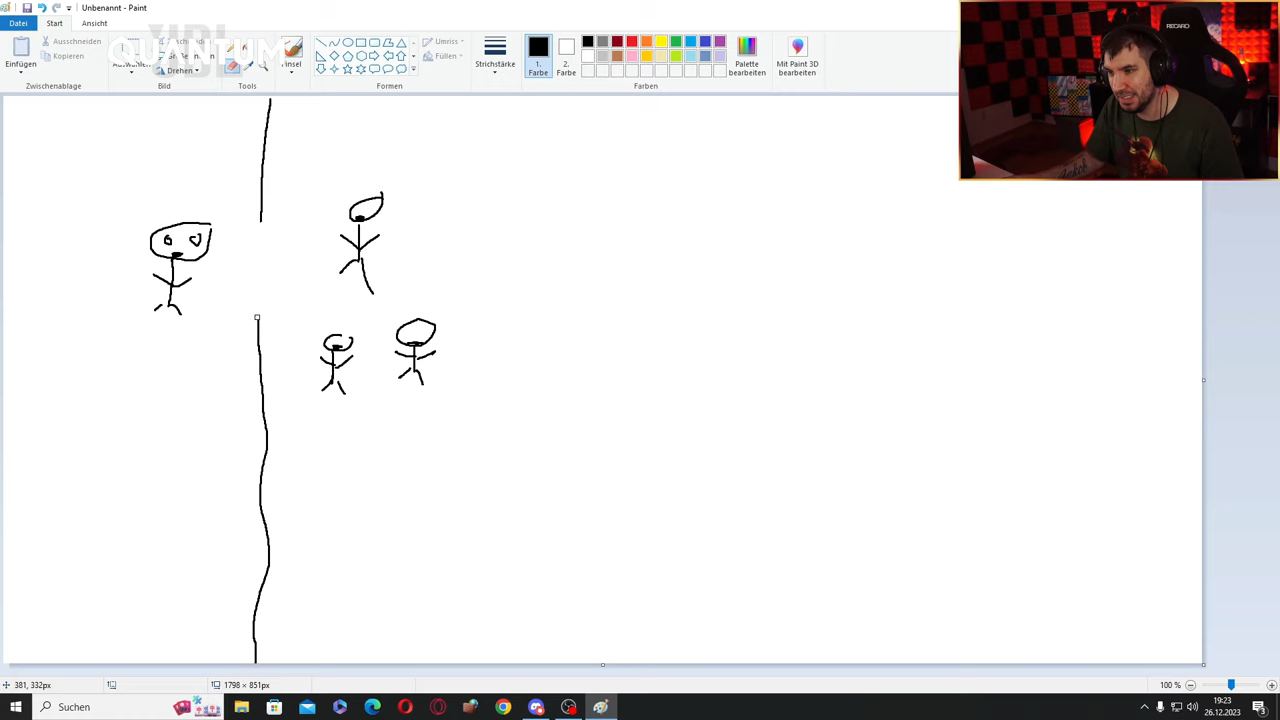 Unbenannt - Paint
Datei
Start
Ansicht
Einfügen
Ausschneiden
Kopieren
Zwischenablage
Drehen
Bild
Tools
Formen
Umriss
Füllen
Strichstärke
1. Farbe
2. Farbe
Palette bearbeiten
Farben
Mit Paint 3D bearbeiten
RECARO
381, 332px
1798 × 851px
100 %
Suchen
19:23
26.12.2023
3